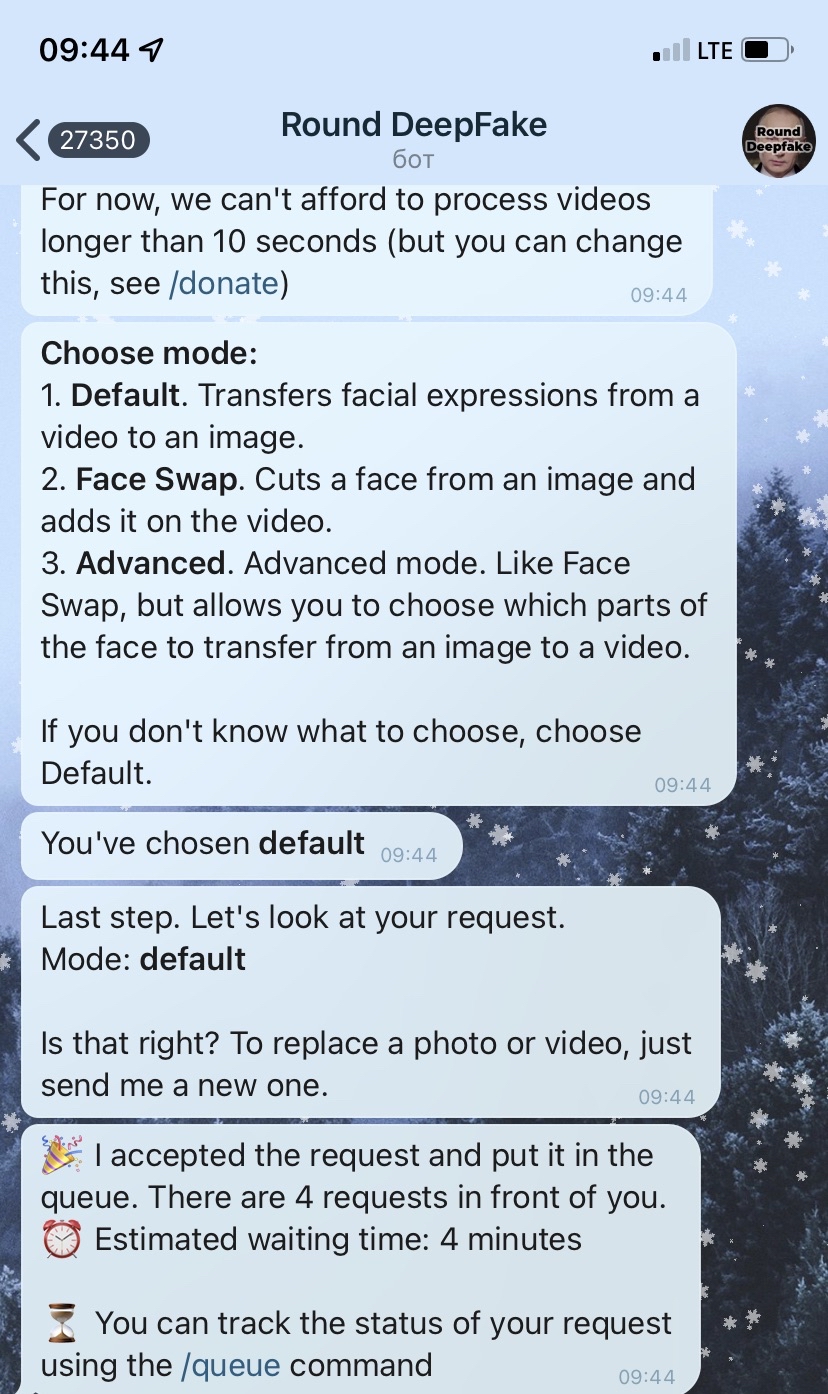 09:44
LTE
27350
Round DeepFake
бот
Round
Deepfake
For now, we can't afford to process videos
longer than 10 seconds (but you can change
this, see /donate)
09:44
Choose mode:
1. Default. Transfers facial expressions from a
video to an image.
2. Face Swap. Cuts a face from an image and
adds it on the video.
3. Advanced. Advanced mode. Like Face
Swap, but allows you to choose which parts of
the face to transfer from an image to a video.
If you don't know what to choose, choose
Default.
09:44
You've chosen default 09:44
Last step. Let's look at your request.
Mode: default
Is that right? To replace a photo or video, just
send me a new one.
09:44
🎉 I accepted the request and put it in the
queue. There are 4 requests in front of you.
⏰ Estimated waiting time: 4 minutes
⏳ You can track the status of your request
using the /queue command
09:44